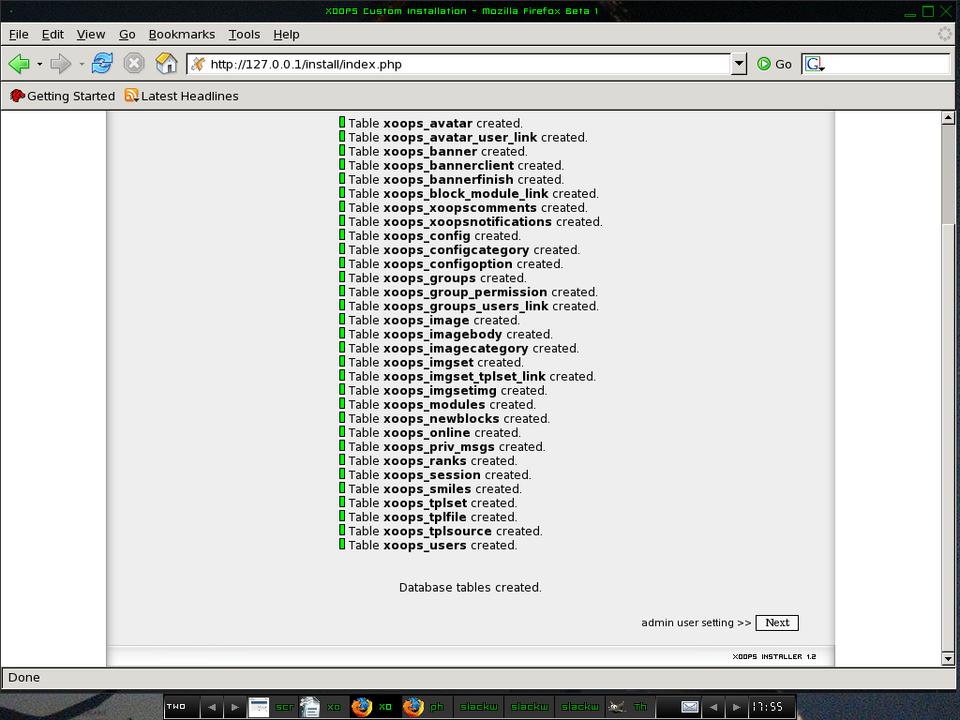 XOOPS Custom Installation - Mozilla Firefox Beta 1
File Edit View Go Bookmarks Tools Help
http://127.0.0.1/install/index.php Go G
Getting Started Latest Headlines
Table xoops_avatar created.
Table xoops_avatar_user_link created.
Table xoops_banner created.
Table xoops_bannerclient created.
Table xoops_bannerfinish created.
Table xoops_block_module_link created.
Table xoops_xoopscomments created.
Table xoops_xoopsnotifications created.
Table xoops_config created.
Table xoops_configcategory created.
Table xoops_configoption created.
Table xoops_groups created.
Table xoops_group_permission created.
Table xoops_groups_users_link created.
Table xoops_image created.
Table xoops_imagebody created.
Table xoops_imagecategory created.
Table xoops_imgset created.
Table xoops_imgset_tplset_link created.
Table xoops_imgsetimg created.
Table xoops_modules created.
Table xoops_newblocks created.
Table xoops_online created.
Table xoops_priv_msgs created.
Table xoops_ranks created.
Table xoops_session created.
Table xoops_smiles created.
Table xoops_tplset created.
Table xoops_tplfile created.
Table xoops_tplsource created.
Table xoops_users created.
Database tables created.
admin user setting >> Next
XOOPS INSTALLER 1.2
Done
TWO scr xo xo ph slackw slackw slackw Th 17:55